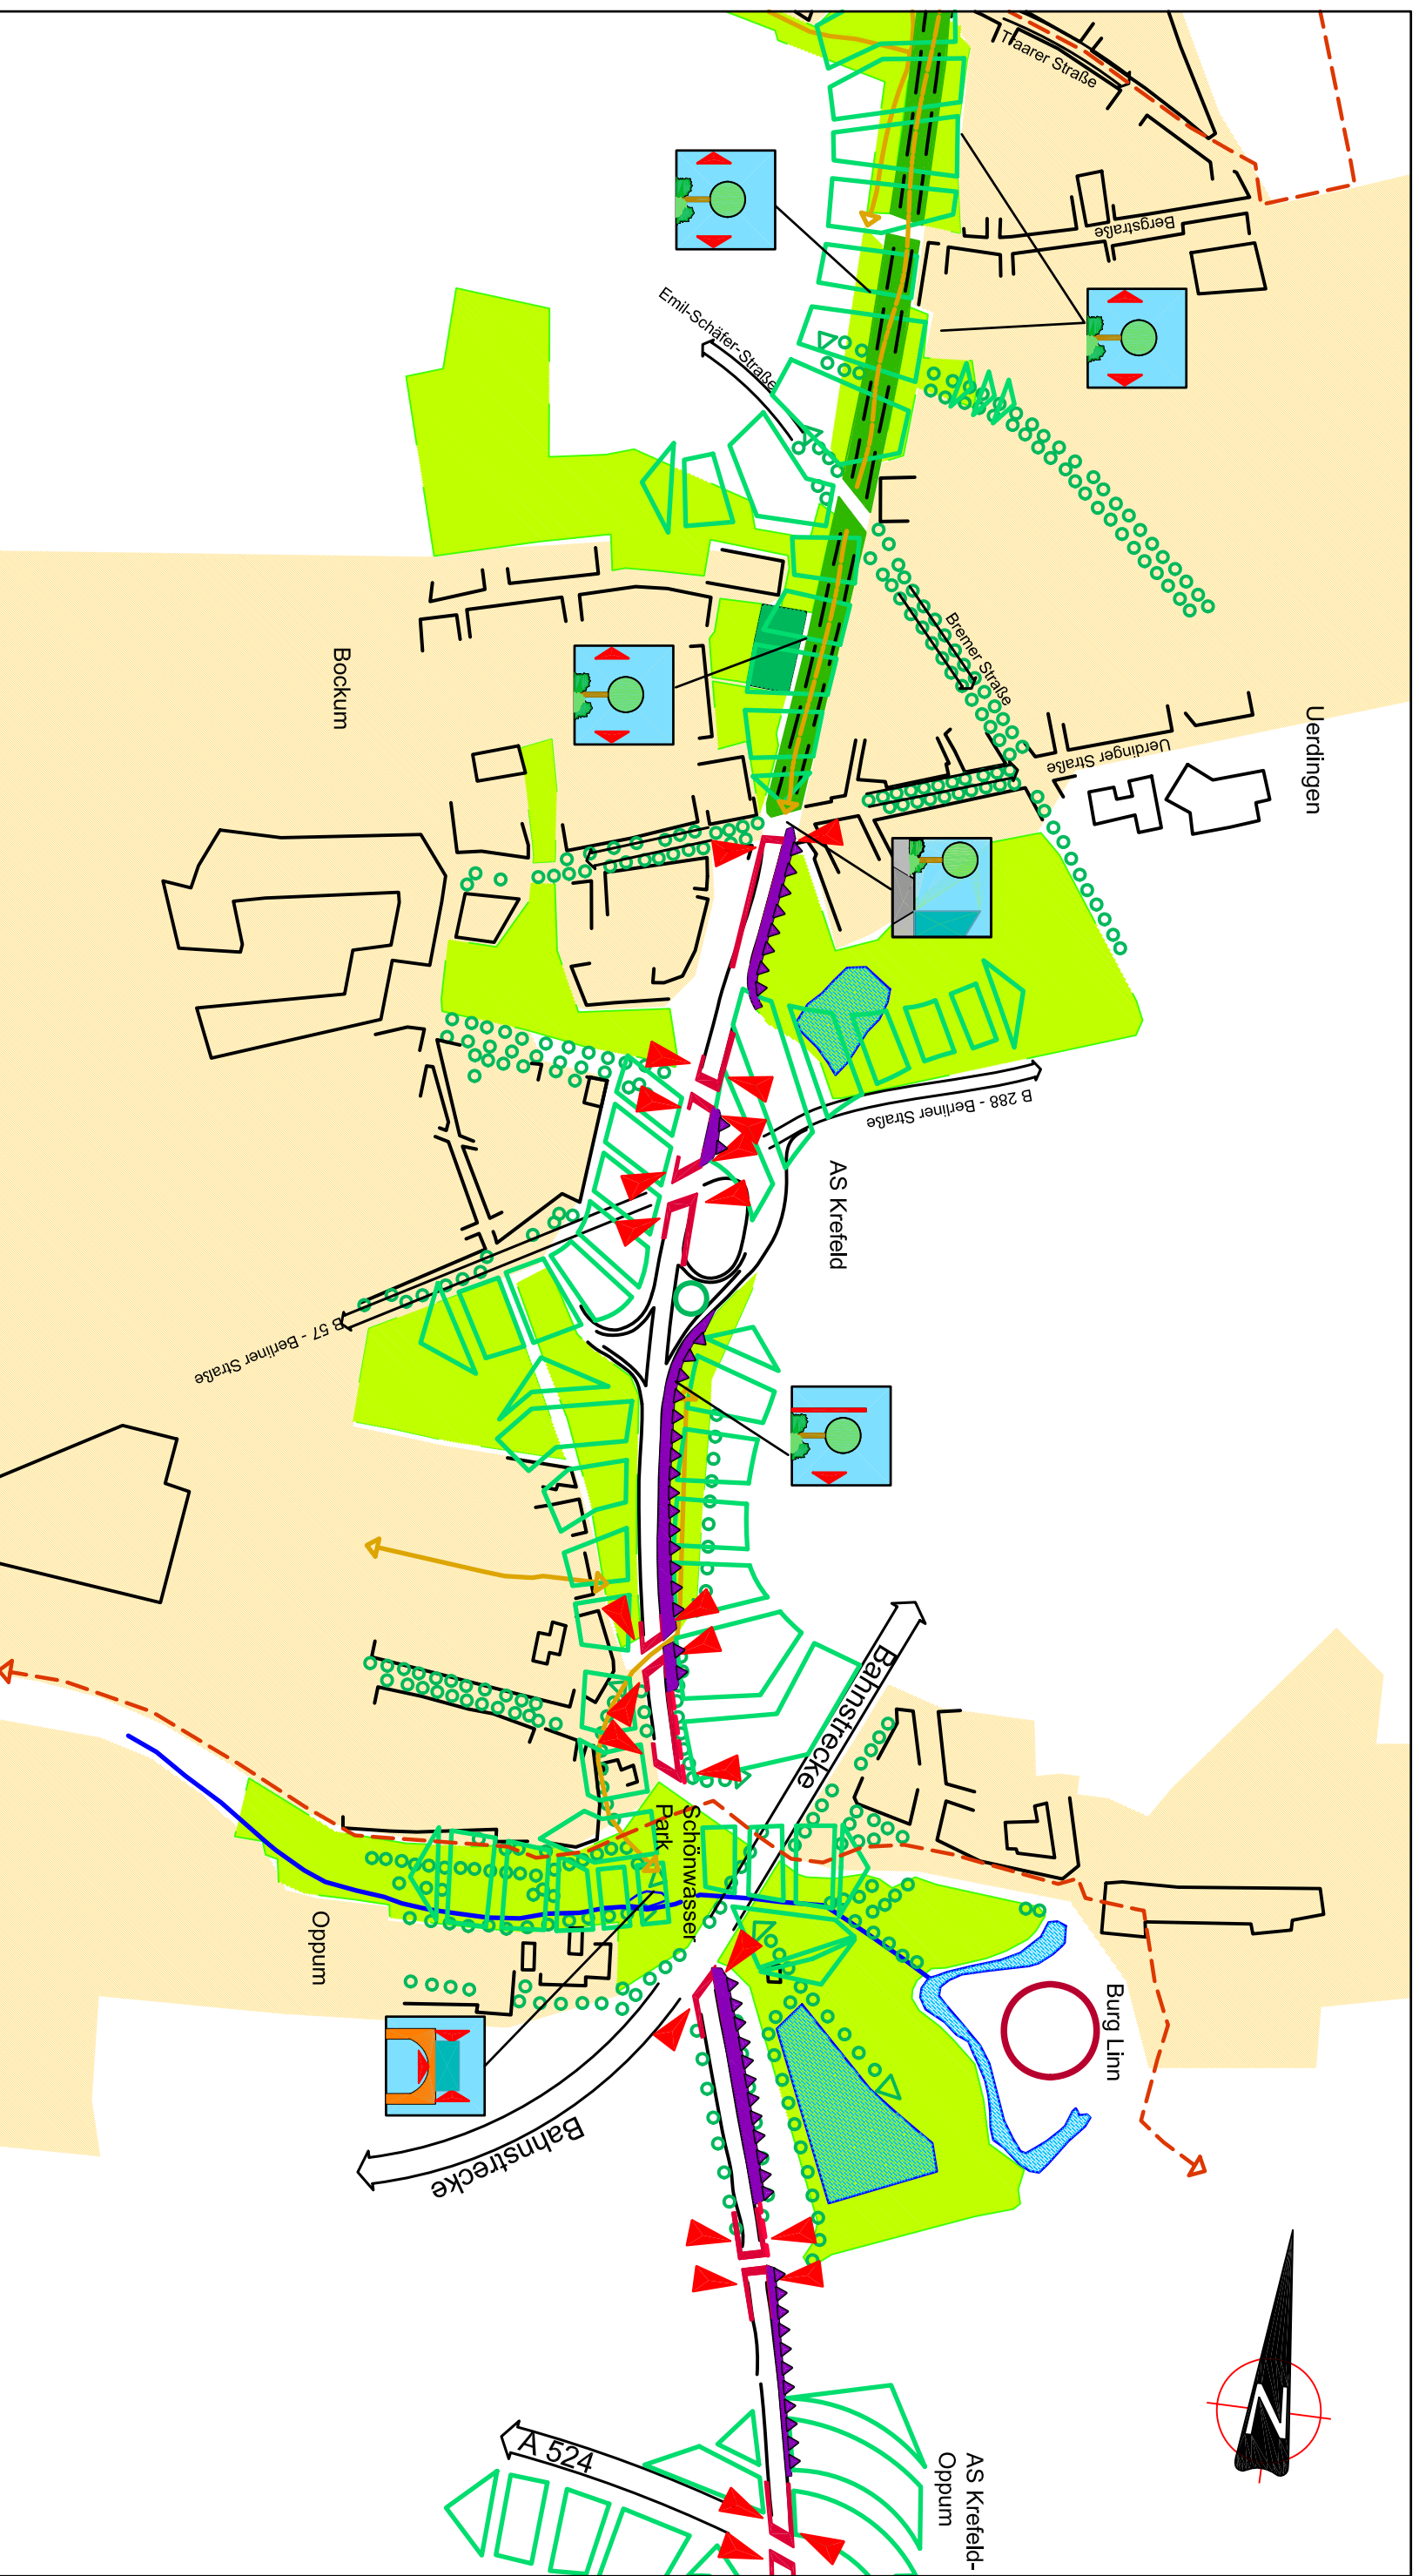 Traarer Straße
Bergstraße
Emil-Schäfer-Straße
Bremer Straße
Bockum
Uerdingen
Uerdinger Straße
B 288 - Berliner Straße
AS Krefeld
B 57 - Berliner Straße
Bahnstrecke
Schönwasser
Park
Oppum
Burg Linn
Bahnstrecke
A 524
AS Krefeld-
Oppum
N